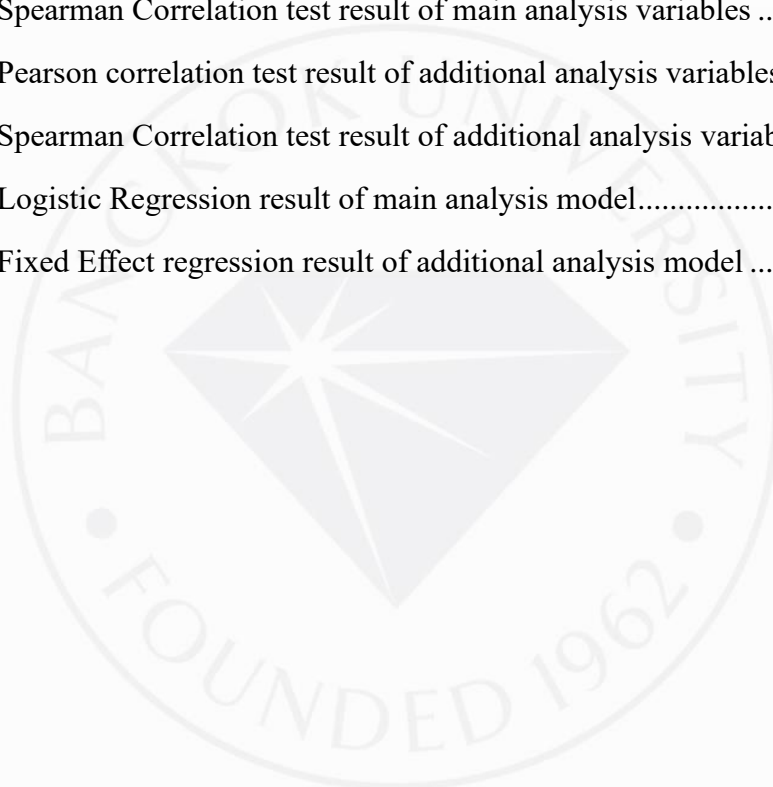 Spearman Correlation test result of main analysis variables ..
Pearson correlation test result of additional analysis variables
Spearman Correlation test result of additional analysis variab
Logistic Regression result of main analysis model.................
Fixed Effect regression result of additional analysis model ...
BANGKOK UNIVERSITY
FOUNDED 1962